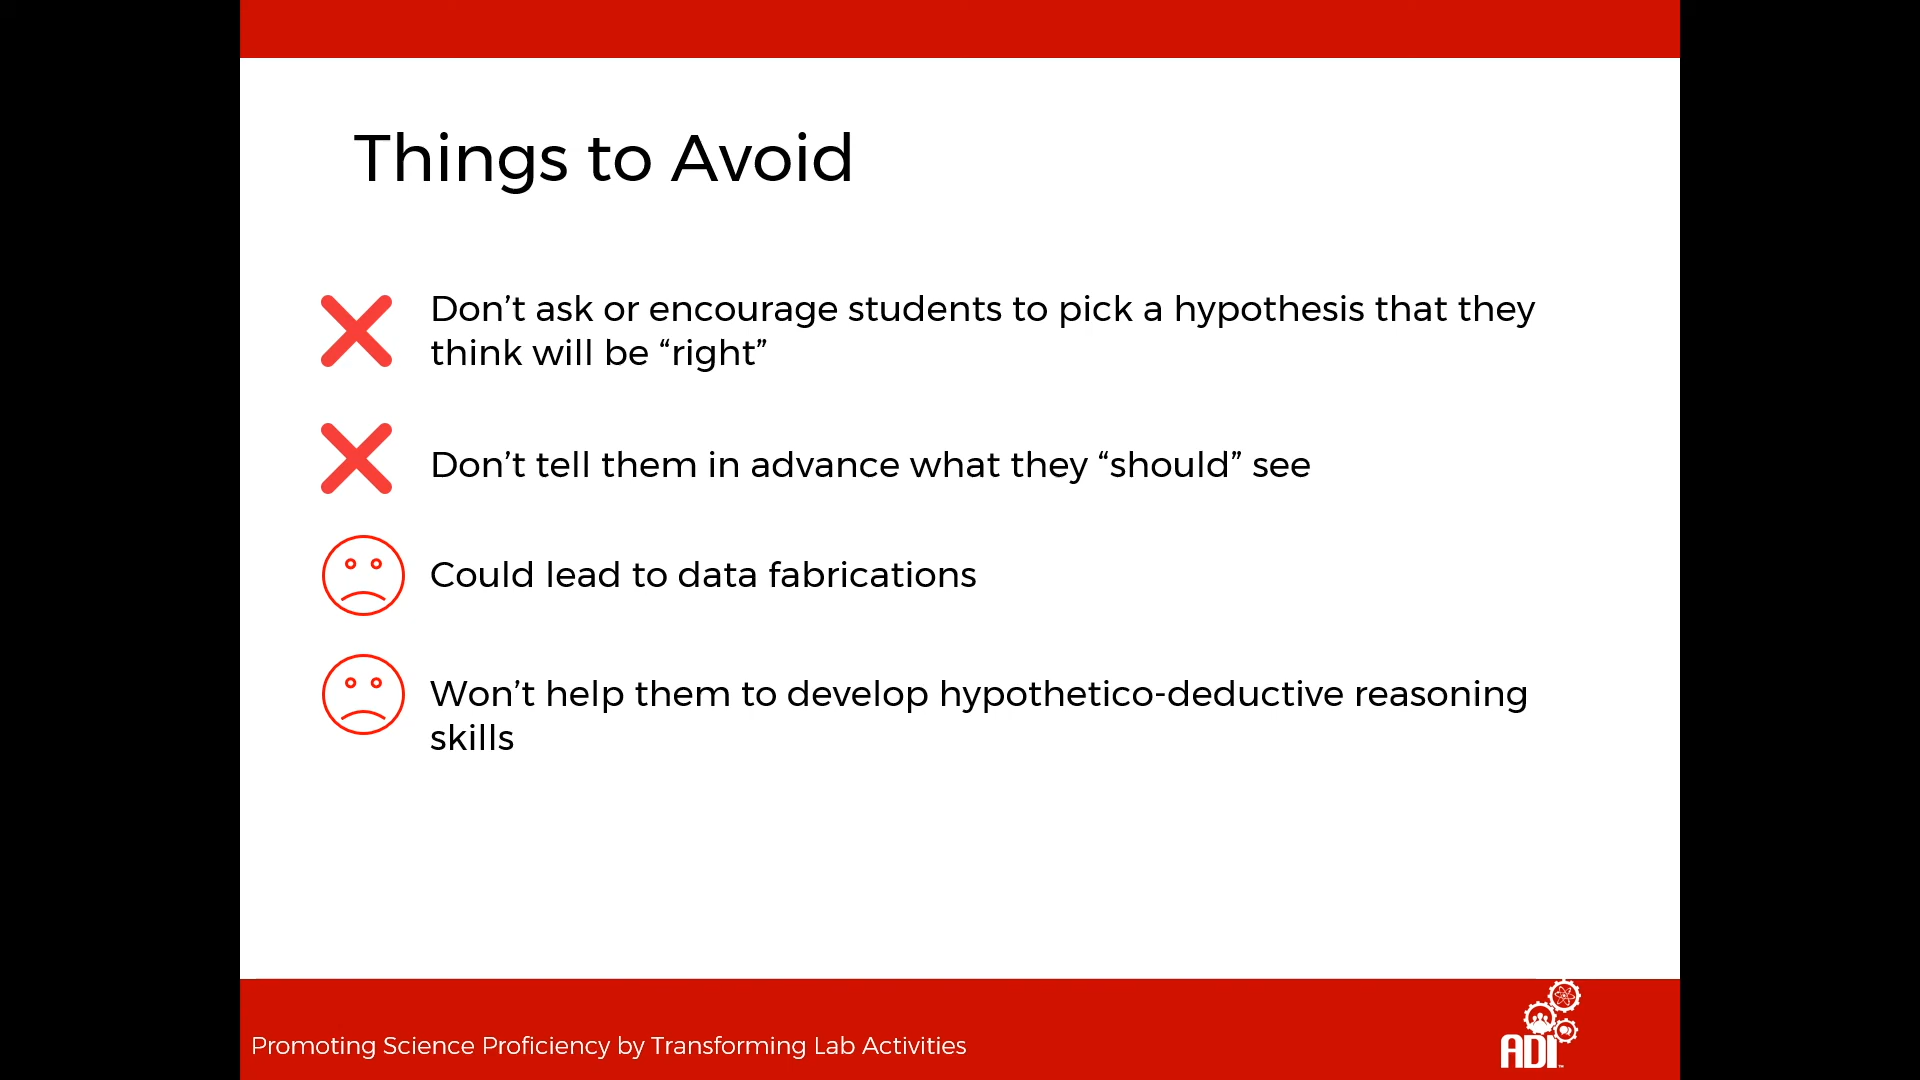 Things to Avoid
Don’t ask or encourage students to pick a hypothesis that they
think will be “right”
Don’t tell them in advance what they “should” see
Could lead to data fabrications
Won’t help them to develop hypothetico-deductive reasoning
skills
Promoting Science Proficiency by Transforming Lab Activities
ADI™